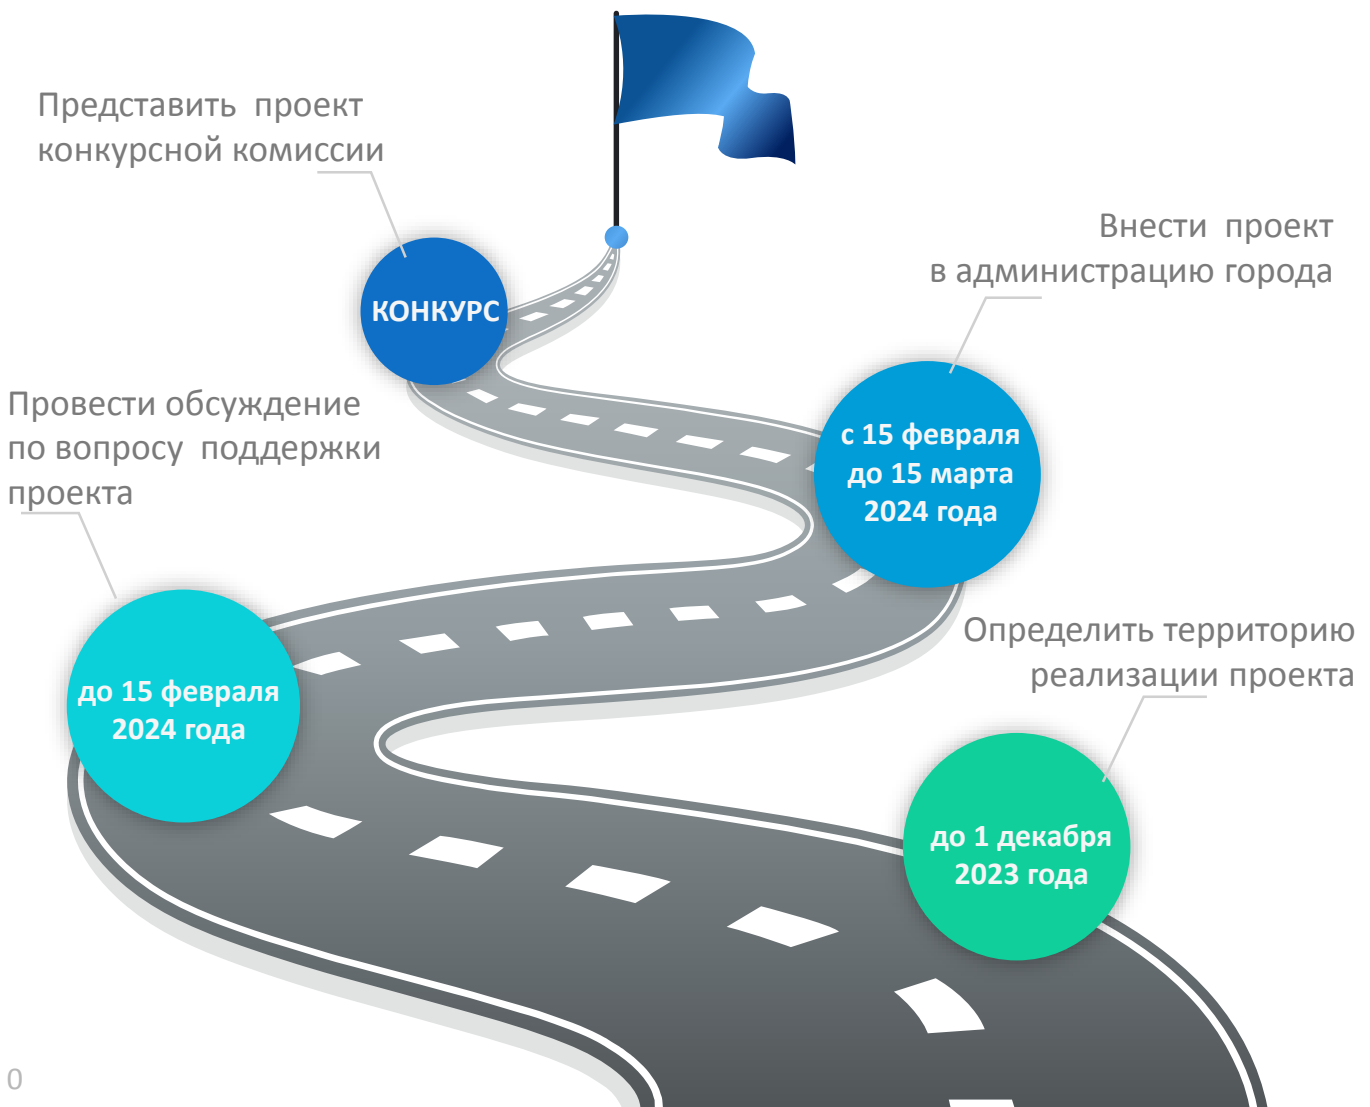 Представить проект
конкурсной комиссии
КОНКУРС
Внести проект
в администрацию города
с 15 февраля
до 15 марта
2024 года
Провести обсуждение
по вопросу поддержки
проекта
до 15 февраля
2024 года
Определить территорию
реализации проекта
до 1 декабря
2023 года
0